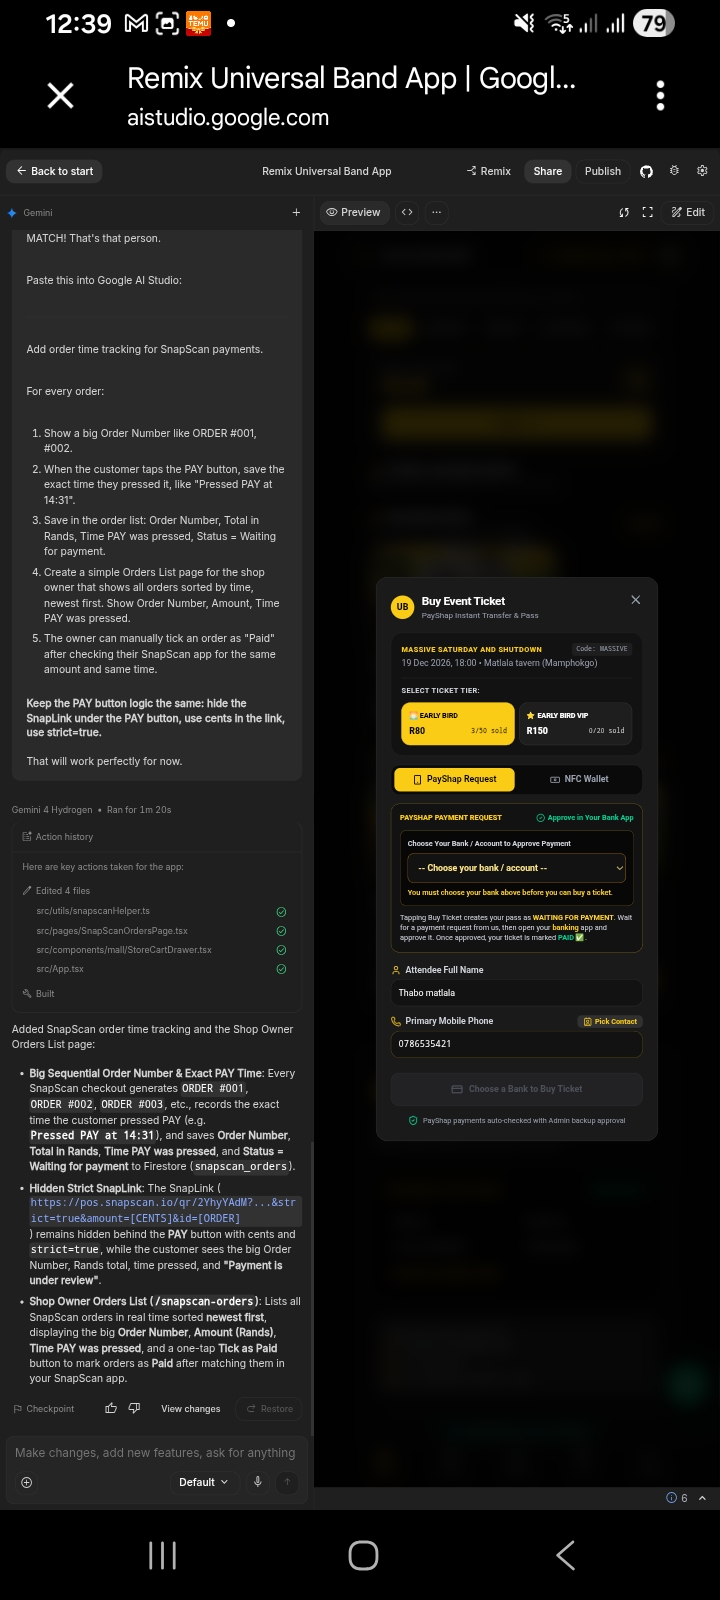 12:39
79
Remix Universal Band App | Googl...
aistudio.google.com
Back to start
Remix Universal Band App
Remix
Share
Publish
Gemini
Preview
Edit
MATCH! That's that person.
Paste this into Google AI Studio:
Add order time tracking for SnapScan payments.
For every order:
1. Show a big Order Number like ORDER #001,
#002.
2. When the customer taps the PAY button, save the
exact time they pressed it, like "Pressed PAY at
14:31".
3. Save in the order list: Order Number, Total in
Rands, Time PAY was pressed, Status = Waiting
for payment.
4. Create a simple Orders List page for the shop
owner that shows all orders sorted by time,
newest first. Show Order Number, Amount, Time
PAY was pressed.
5. The owner can manually tick an order as "Paid"
after checking their SnapScan app for the same
amount and same time.
Keep the PAY button logic the same: hide the
SnapLink under the PAY button, use cents in the link,
use strict=true.
That will work perfectly for now.
Gemini 4 Hydrogen • Ran for 1m 20s
Action history
Here are key actions taken for the app:
Edited 4 files
src/utils/snapscanHelper.ts
src/pages/SnapScanOrdersPage.tsx
src/components/mall/StoreCartDrawer.tsx
src/App.tsx
Built
Added SnapScan order time tracking and the Shop Owner
Orders List page:
• Big Sequential Order Number & Exact PAY Time: Every
SnapScan checkout generates ORDER #001,
ORDER #002, ORDER #003, etc., records the exact
time the customer pressed PAY (e.g.
Pressed PAY at 14:31), and saves Order Number,
Total in Rands, Time PAY was pressed, and Status =
Waiting for payment to Firestore (snapscan_orders).
• Hidden Strict SnapLink: The SnapLink (
https://pos.snapscan.io/qr/2YhyYAdM?...&str
ict=true&amount=[CENTS]&id=[ORDER]
) remains hidden behind the PAY button with cents and
strict=true, while the customer sees the big Order
Number, Rands total, time pressed, and "Payment is
under review".
• Shop Owner Orders List (/snapscan-orders): Lists all
SnapScan orders in real time sorted newest first,
displaying the big Order Number, Amount (Rands),
Time PAY was pressed, and a one-tap Tick as Paid
button to mark orders as Paid after matching them in
your SnapScan app.
Checkpoint
View changes
Restore
Make changes, add new features, ask for anything
Default
UB
Buy Event Ticket
PayShap Instant Transfer & Pass
MASSIVE SATURDAY AND SHUTDOWN
Code: MASSIVE
19 Dec 2026, 18:00 • Matlala tavern (Mamphokgo)
SELECT TICKET TIER:
EARLY BIRD
R80
3/50 sold
EARLY BIRD VIP
R150
0/20 sold
PayShap Request
NFC Wallet
PAYSHAP PAYMENT REQUEST
Approve in Your Bank App
Choose Your Bank / Account to Approve Payment
-- Choose your bank / account --
You must choose your bank above before you can buy a ticket.
Tapping Buy Ticket creates your pass as WAITING FOR PAYMENT. Wait
for a payment request from us, then open your banking app and
approve it. Once approved, your ticket is marked PAID ✅.
Attendee Full Name
Thabo matlala
Primary Mobile Phone
Pick Contact
0786535421
Choose a Bank to Buy Ticket
PayShap payments auto-checked with Admin backup approval
6